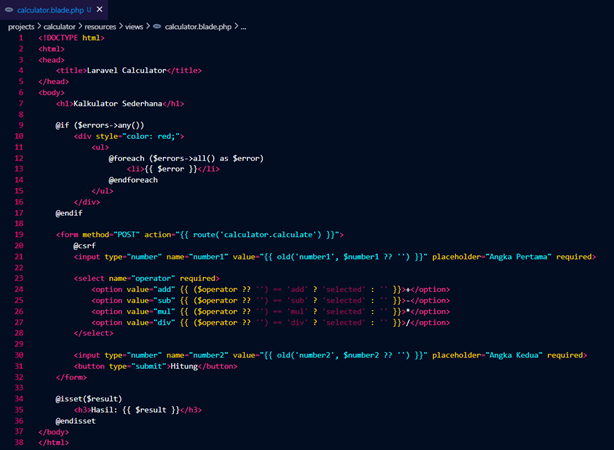 calculator.blade.php U ×
projects > calculator > resources > views > calculator.blade.php > ...
1 <!DOCTYPE html>
2 <html>
3 <head>
4 <title>Laravel Calculator</title>
5 </head>
6 <body>
7 <h1>Kalkulator Sederhana</h1>
8
9 @if ($errors->any())
10 <div style="color: red;">
11 <ul>
12 @foreach ($errors->all() as $error)
13 <li>{{ $error }}</li>
14 @endforeach
15 </ul>
16 </div>
17 @endif
18
19 <form method="POST" action="{{ route('calculator.calculate') }}">
20 @csrf
21 <input type="number" name="number1" value="{{ old('number1', $number1 ?? '') }}" placeholder="Angka Pertama" required>
22
23 <select name="operator" required>
24 <option value="add" {{ ($operator ?? '') == 'add' ? 'selected' : '' }}>+</option>
25 <option value="sub" {{ ($operator ?? '') == 'sub' ? 'selected' : '' }}>-</option>
26 <option value="mul" {{ ($operator ?? '') == 'mul' ? 'selected' : '' }}>*</option>
27 <option value="div" {{ ($operator ?? '') == 'div' ? 'selected' : '' }}>/</option>
28 </select>
29
30 <input type="number" name="number2" value="{{ old('number2', $number2 ?? '') }}" placeholder="Angka Kedua" required>
31 <button type="submit">Hitung</button>
32 </form>
33
34 @isset($result)
35 <h3>Hasil: {{ $result }}</h3>
36 @endisset
37 </body>
38 </html>